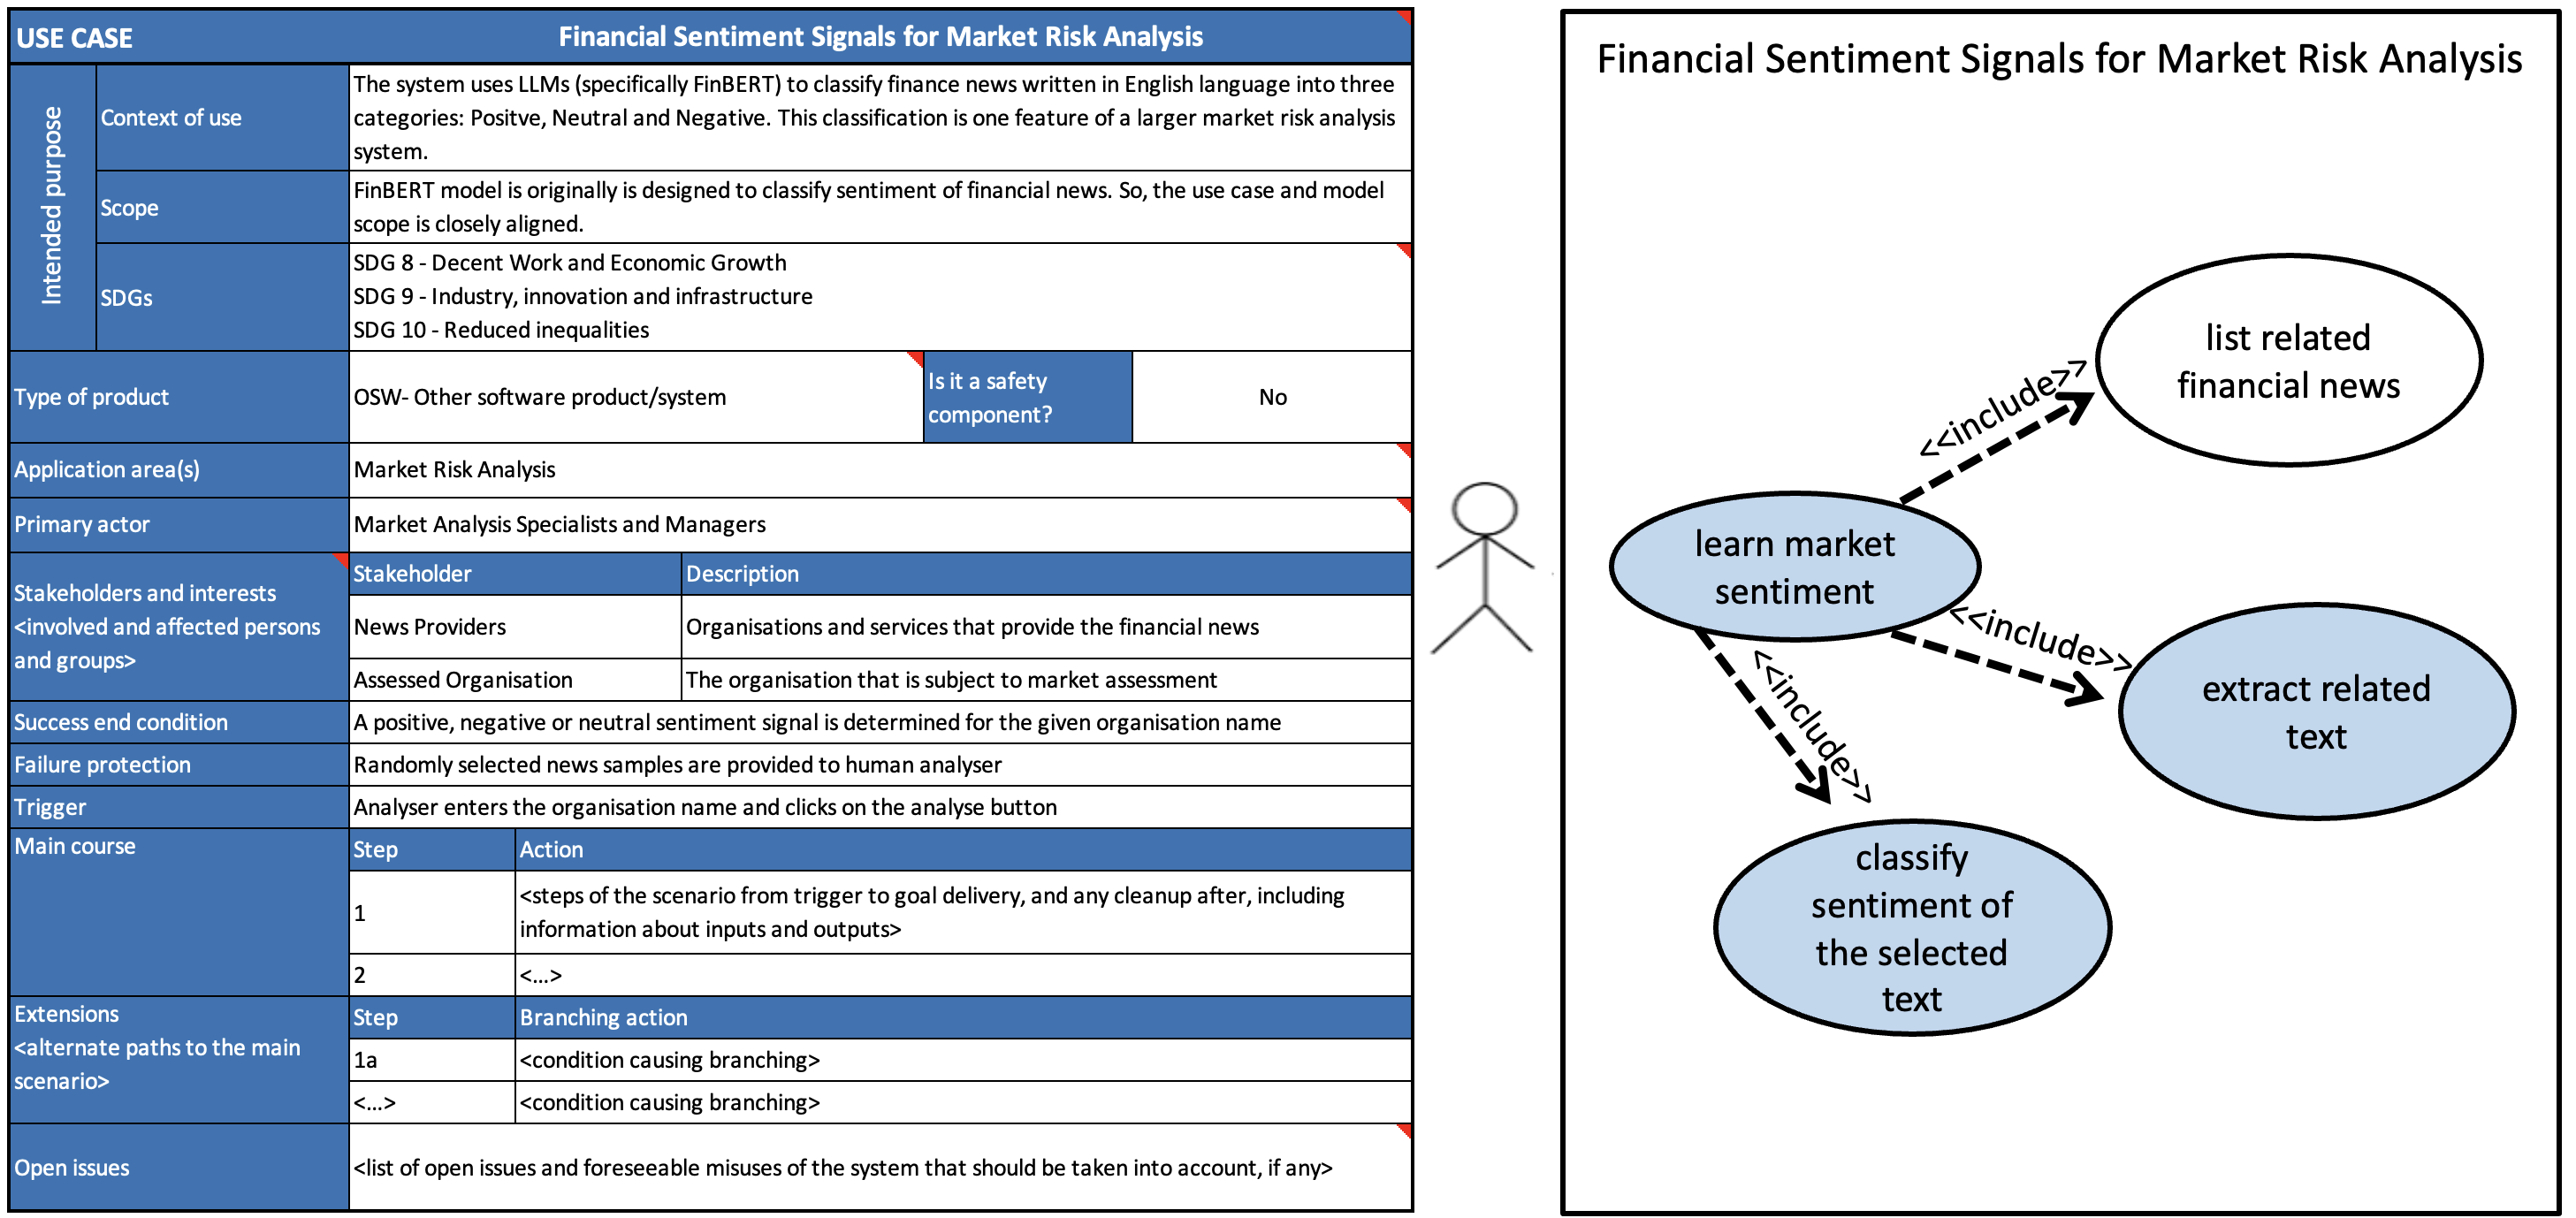 USE CASE
Financial Sentiment Signals for Market Risk Analysis
Intended purpose
Context of use
The system uses LLMs (specifically FinBERT) to classify finance news written in English language into three
categories: Positve, Neutral and Negative. This classification is one feature of a larger market risk analysis
system.
Scope
FinBERT model is originally is designed to classify sentiment of financial news. So, the use case and model
scope is closely aligned.
SDGs
SDG 8 - Decent Work and Economic Growth
SDG 9 - Industry, innovation and infrastructure
SDG 10 - Reduced inequalities
Type of product
OSW- Other software product/system
Is it a safety
component?
No
Application area(s)
Market Risk Analysis
Primary actor
Market Analysis Specialists and Managers
Stakeholders and interests
<involved and affected persons
and groups>
Stakeholder
Description
News Providers
Organisations and services that provide the financial news
Assessed Organisation
The organisation that is subject to market assessment
Success end condition
A positive, negative or neutral sentiment signal is determined for the given organisation name
Failure protection
Randomly selected news samples are provided to human analyser
Trigger
Analyser enters the organisation name and clicks on the analyse button
Main course
Step
Action
1
<steps of the scenario from trigger to goal delivery, and any cleanup after, including
information about inputs and outputs>
2
<...>
Extensions
<alternate paths to the main
scenario>
Step
Branching action
1a
<condition causing branching>
<...>
<condition causing branching>
Open issues
<list of open issues and foreseeable misuses of the system that should be taken into account, if any>
Financial Sentiment Signals for Market Risk Analysis
list related
financial news
<<include>>
learn market
sentiment
<<include>>
extract related
text
<<include>>
classify
sentiment of
the selected
text